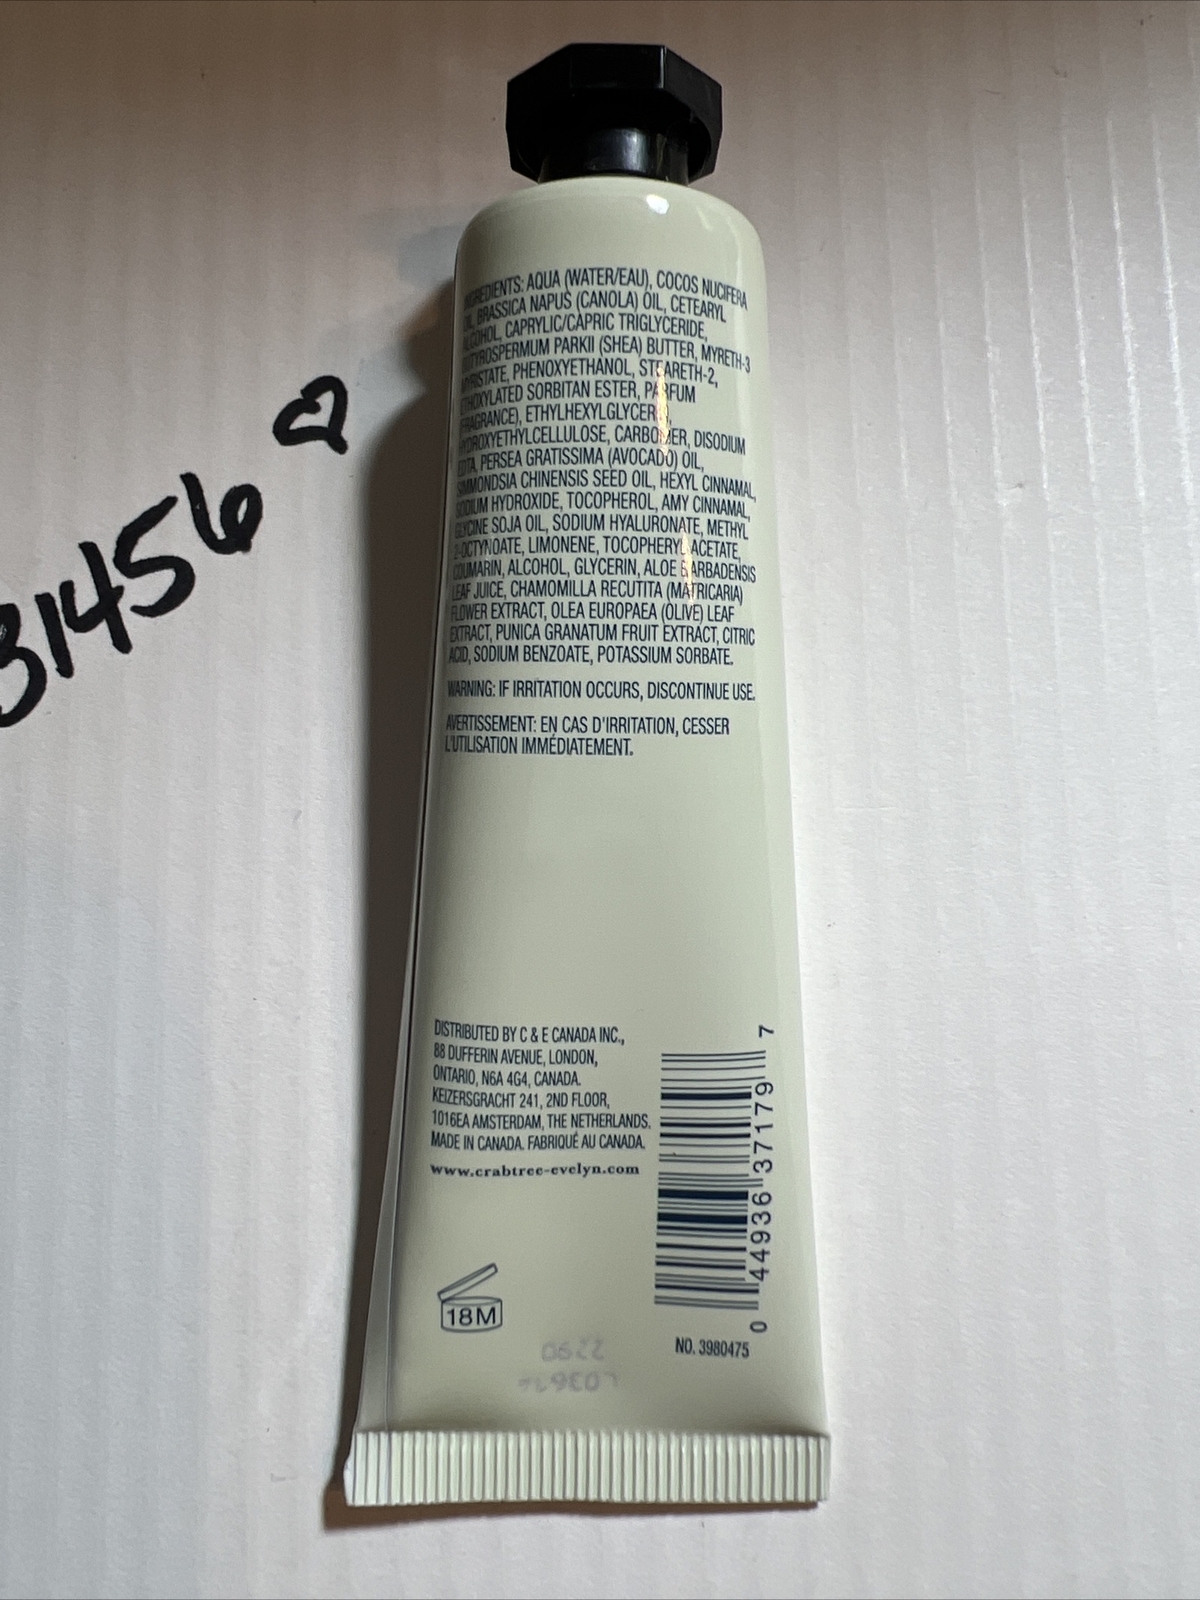 INGREDIENTS: AQUA (WATER/EAU), COCOS NUCIFERA
OIL, BRASSICA NAPUS (CANOLA) OIL, CETEARYL
ALCOHOL, CAPRYLIC/CAPRIC TRIGLYCERIDE,
BUTYROSPERMUM PARKII (SHEA) BUTTER, MYRETH-3
MYRISTATE, PHENOXYETHANOL, STEARETH-2,
ETHOXYLATED SORBITAN ESTER, PARFUM
(FRAGRANCE), ETHYLHEXYLGLYCERIN,
HYDROXYETHYLCELLULOSE, CARBOMER, DISODIUM
EDTA, PERSEA GRATISSIMA (AVOCADO) OIL,
SIMMONDSIA CHINENSIS SEED OIL, HEXYL CINNAMAL,
SODIUM HYDROXIDE, TOCOPHEROL, AMY CINNAMAL,
GLYCINE SOJA OIL, SODIUM HYALURONATE, METHYL
2-OCTYNOATE, LIMONENE, TOCOPHERYL ACETATE,
COUMARIN, ALCOHOL, GLYCERIN, ALOE BARBADENSIS
LEAF JUICE, CHAMOMILLA RECUTITA (MATRICARIA)
FLOWER EXTRACT, OLEA EUROPAEA (OLIVE) LEAF
EXTRACT, PUNICA GRANATUM FRUIT EXTRACT, CITRIC
ACID, SODIUM BENZOATE, POTASSIUM SORBATE.
WARNING: IF IRRITATION OCCURS, DISCONTINUE USE.
AVERTISSEMENT: EN CAS D'IRRITATION, CESSER
L'UTILISATION IMMÉDIATEMENT.
31456
DISTRIBUTED BY C & E CANADA INC.,
88 DUFFERIN AVENUE, LONDON,
ONTARIO, N6A 4G4, CANADA.
KEIZERSGRACHT 241, 2ND FLOOR,
1016EA AMSTERDAM, THE NETHERLANDS.
MADE IN CANADA. FABRIQUÉ AU CANADA.
www.crabtree-evelyn.com
0 44936 37179 7
18M
NO. 3980475
2290